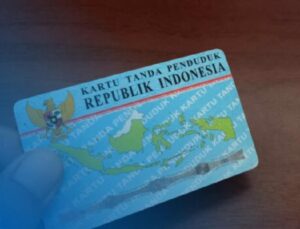 KARTU TANDA PENDUDUK
REPUBLIK INDONESIA